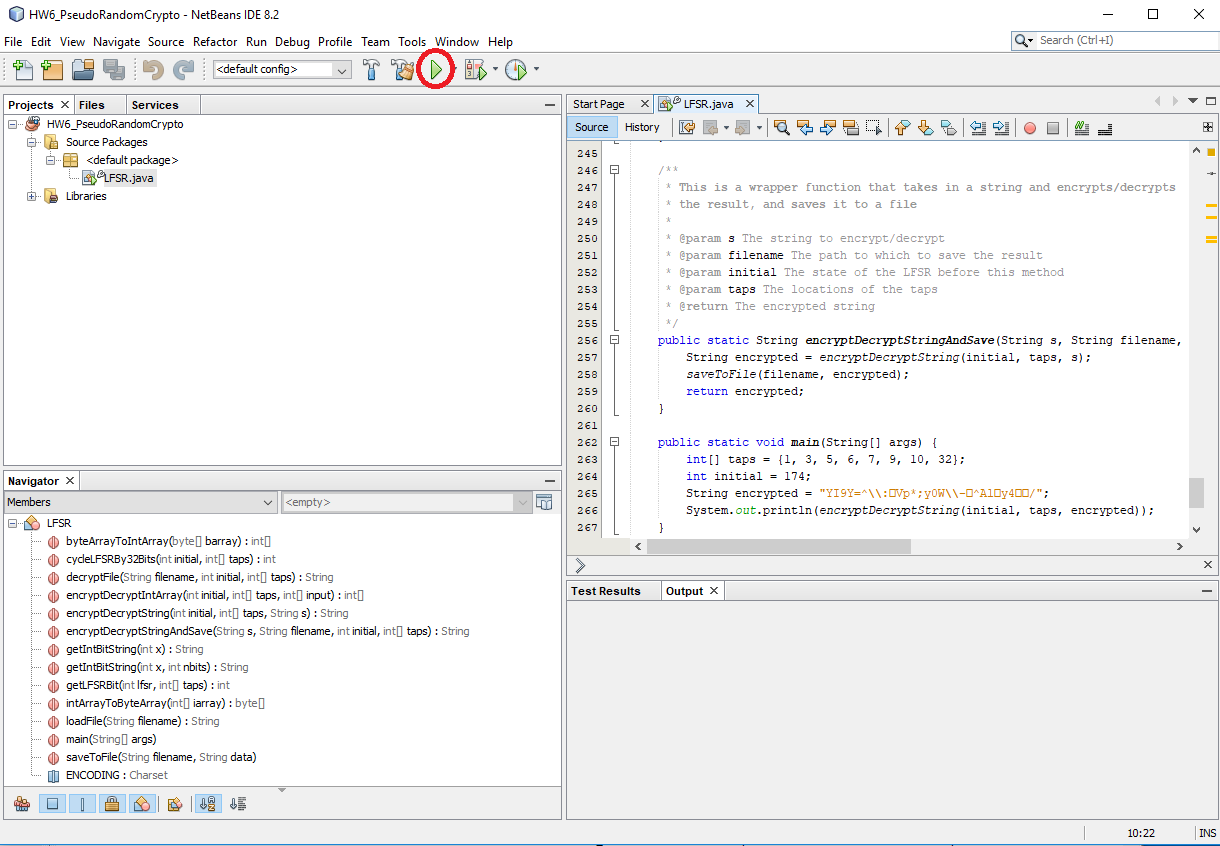 HW6_PseudoRandomCrypto - NetBeans IDE 8.2
File Edit View Navigate Source Refactor Run Debug Profile Team Tools Window Help
Search (Ctrl+I)
<default config>
Projects Files Services
HW6_PseudoRandomCrypto
Source Packages
<default package>
LFSR.java
Libraries
Start Page LFSR.java
Source History
245
246 /**
247 * This is a wrapper function that takes in a string and encrypts/decrypts
248 * the result, and saves it to a file
249 *
250 * @param s The string to encrypt/decrypt
251 * @param filename The path to which to save the result
252 * @param initial The state of the LFSR before this method
253 * @param taps The locations of the taps
254 * @return The encrypted string
255 */
256 public static String encryptDecryptStringAndSave(String s, String filename,
257 String encrypted = encryptDecryptString(initial, taps, s);
258 saveToFile(filename, encrypted);
259 return encrypted;
260 }
261
262 public static void main(String[] args) {
263 int[] taps = {1, 3, 5, 6, 7, 9, 10, 32};
264 int initial = 174;
265 String encrypted = "YI9Y=^\\:□Vp*;y0W\\-□^Al□y4□□/";
266 System.out.println(encryptDecryptString(initial, taps, encrypted));
267 }
Navigator
Members <empty>
LFSR
byteArrayToIntArray(byte[] barray) : int[]
cycleLFSRBy32Bits(int initial, int[] taps) : int
decryptFile(String filename, int initial, int[] taps) : String
encryptDecryptIntArray(int initial, int[] taps, int[] input) : int[]
encryptDecryptString(int initial, int[] taps, String s) : String
encryptDecryptStringAndSave(String s, String filename, int initial, int[] taps) : String
getIntBitString(int x) : String
getIntBitString(int x, int nbits) : String
getLFSRBit(int lfsr, int[] taps) : int
intArrayToByteArray(int[] iarray) : byte[]
loadFile(String filename) : String
main(String[] args)
saveToFile(String filename, String data)
ENCODING : Charset
Test Results Output
10:22 INS